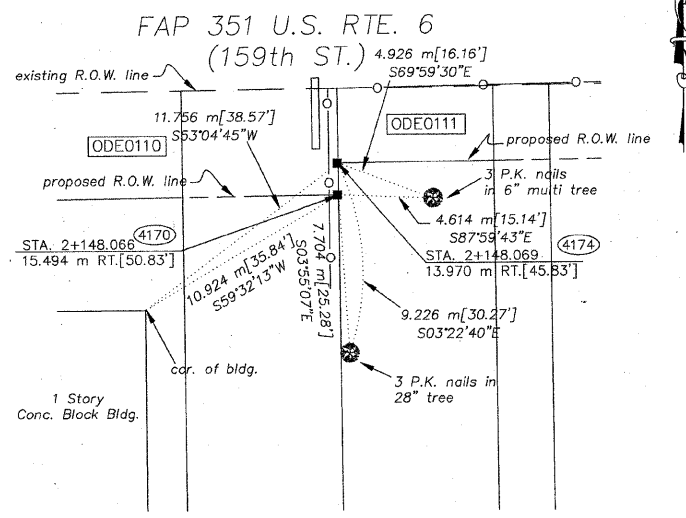 FAP 351 U.S. RTE. 6
(159th ST.)
4.926 m[16.16']
S69°59'30"E
existing R.O.W. line
11.756 m[38.57']
S53°04'45"W
ODE0110
ODE0111
proposed R.O.W. line
3 P.K. nails
in 6" multi tree
proposed R.O.W. line
4.614 m[15.14']
S87°59'43"E
4170
STA. 2+148.066
15.494 m RT.[50.83']
STA. 2+148.069
13.970 m RT.[45.83']
4174
10.924 m[35.84']
S59°32'13"W
7.704 m[25.28']
S03°55'07"E
9.226 m[30.27']
S03°22'40"E
cor. of bldg.
3 P.K. nails in
28" tree
1 Story
Conc. Block Bldg.